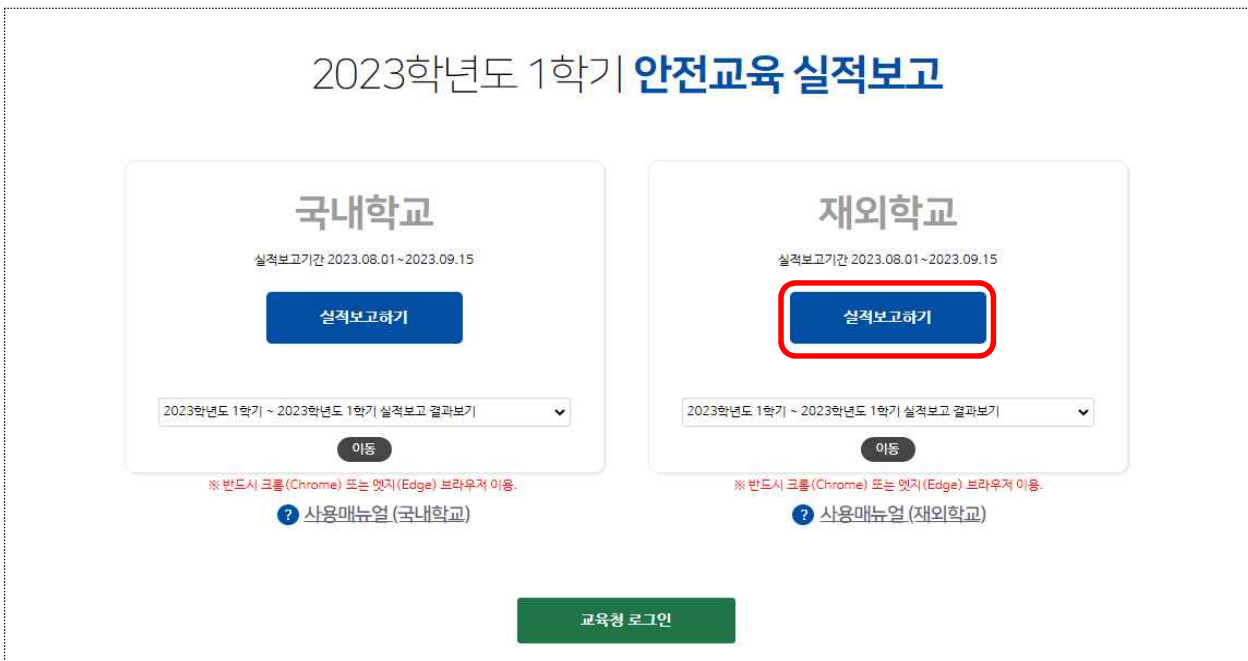 2023학년도 1학기 안전교육 실적보고
국내학교
실적보고기간 2023.08.01~2023.09.15
실적보고하기
2023학년도 1학기 ~ 2023학년도 1학기 실적보고 결과보기
이동
※ 반드시 크롬(Chrome) 또는 엣지(Edge) 브라우저 이용.
? 사용매뉴얼 (국내학교)
재외학교
실적보고기간 2023.08.01~2023.09.15
실적보고하기
2023학년도 1학기 ~ 2023학년도 1학기 실적보고 결과보기
이동
※ 반드시 크롬(Chrome) 또는 엣지(Edge) 브라우저 이용.
? 사용매뉴얼 (재외학교)
교육청 로그인